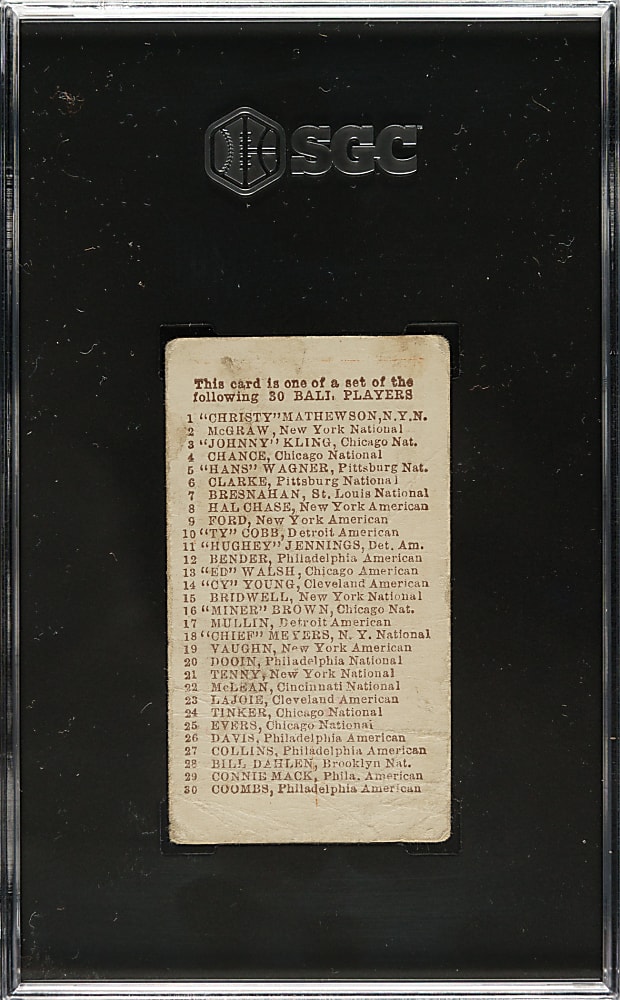 SGC
This card is one of a set of the
following 30 BALL PLAYERS
1 "CHRISTY" MATHEWSON, N.Y.N.
2 McGRAW, New York National
3 "JOHNNY" KLING, Chicago Nat.
4 CHANCE, Chicago National
5 "HANS" WAGNER, Pittsburg Nat.
6 CLARKE, Pittsburg National
7 BRESNAHAN, St. Louis National
8 HAL CHASE, New York American
9 FORD, New York American
10 "TY" COBB, Detroit American
11 "HUGHEY" JENNINGS, Det. Am.
12 BENDER, Philadelphia American
13 "ED" WALSH, Chicago American
14 "CY" YOUNG, Cleveland American
15 BRIDWELL, New York National
16 "MINER" BROWN, Chicago Nat.
17 MULLIN, Detroit American
18 "CHIEF" MEYERS, N. Y. National
19 VAUGHN, New York American
20 DOOIN, Philadelphia National
21 TENNY, New York National
22 McLEAN, Cincinnati National
23 LAJOIE, Cleveland American
24 TINKER, Chicago National
25 EVERS, Chicago National
26 DAVIS, Philadelphia American
27 COLLINS, Philadelphia American
28 BILL DAHLEN, Brooklyn Nat.
29 CONNIE MACK, Phila. American
30 COOMBS, Philadelphia American